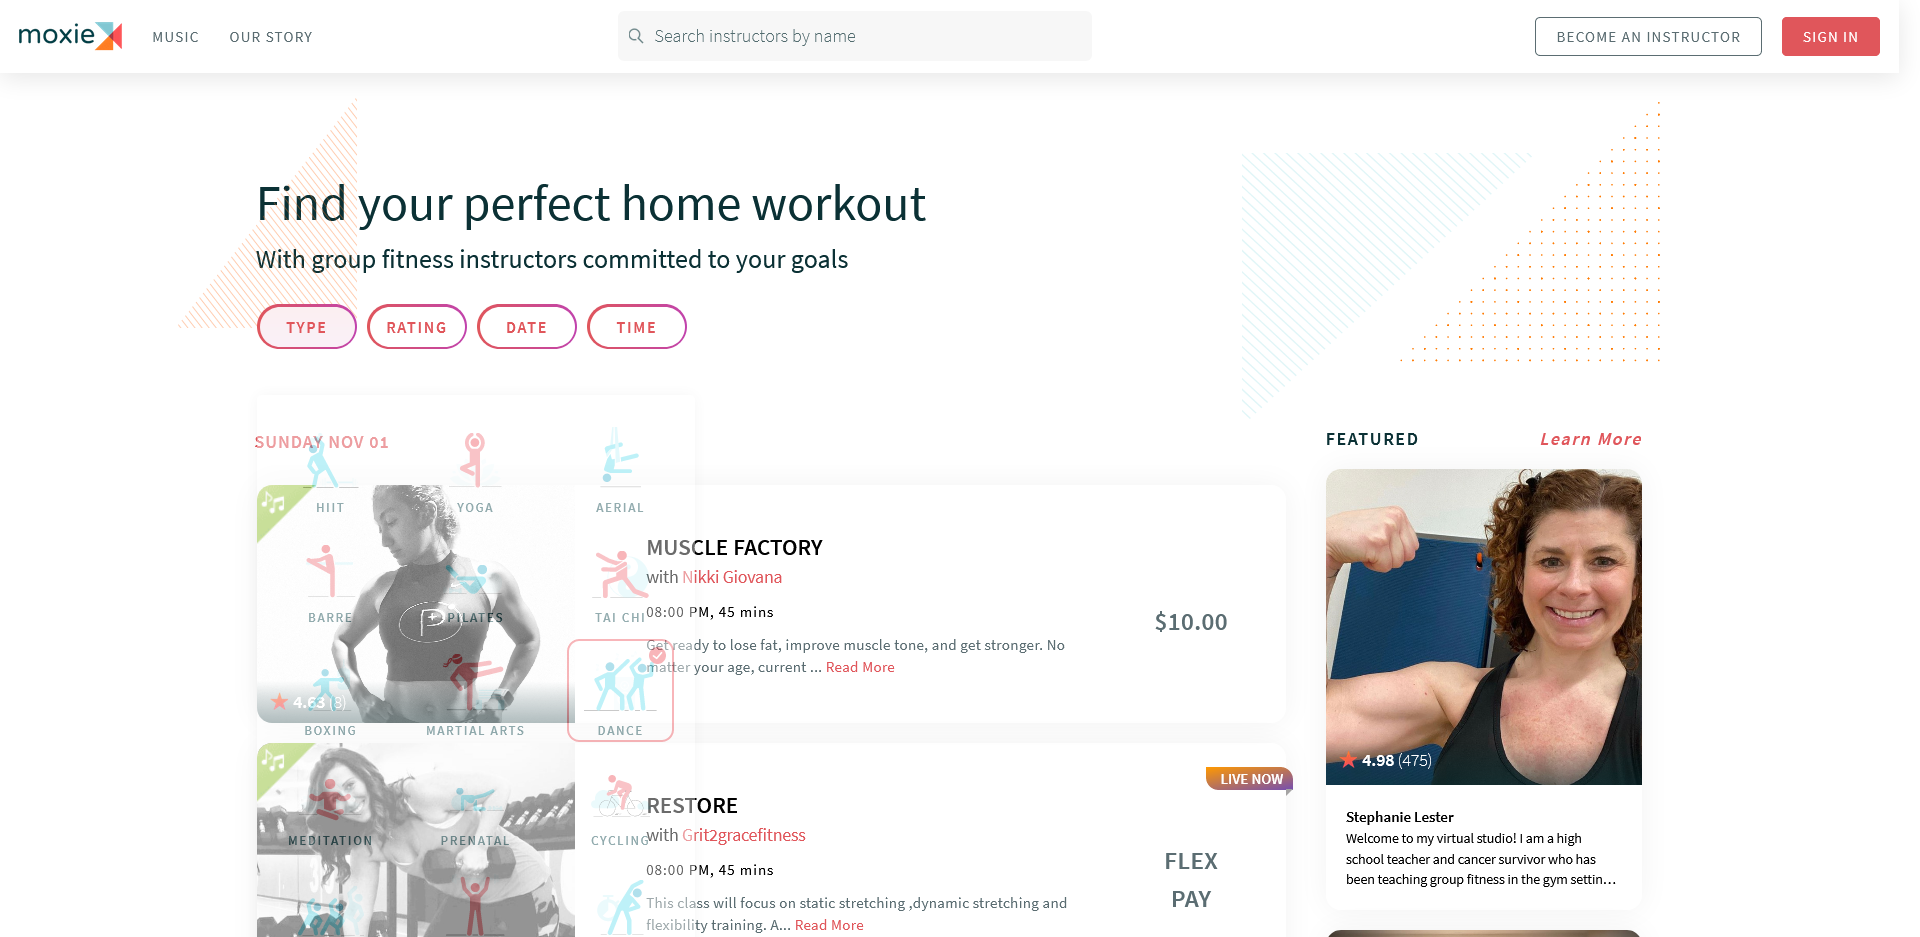 moxie
MUSIC
OUR STORY
Search instructors by name
BECOME AN INSTRUCTOR
SIGN IN
Find your perfect home workout
With group fitness instructors committed to your goals
TYPE
RATING
DATE
TIME
SUNDAY NOV 01
HIIT
YOGA
AERIAL
BARRE
PILATES
TAI CHI
BOXING
MARTIAL ARTS
DANCE
MEDITATION
PRENATAL
CYCLING
4.63 (8)
MUSCLE FACTORY
with Nikki Giovana
08:00 PM, 45 mins
Get ready to lose fat, improve muscle tone, and get stronger. No
matter your age, current ... Read More
$10.00
LIVE NOW
RESTORE
with Grit2gracefitness
08:00 PM, 45 mins
This class will focus on static stretching ,dynamic stretching and
flexibility training. A... Read More
FLEX
PAY
FEATURED
Learn More
4.98 (475)
Stephanie Lester
Welcome to my virtual studio! I am a high
school teacher and cancer survivor who has
been teaching group fitness in the gym settin...